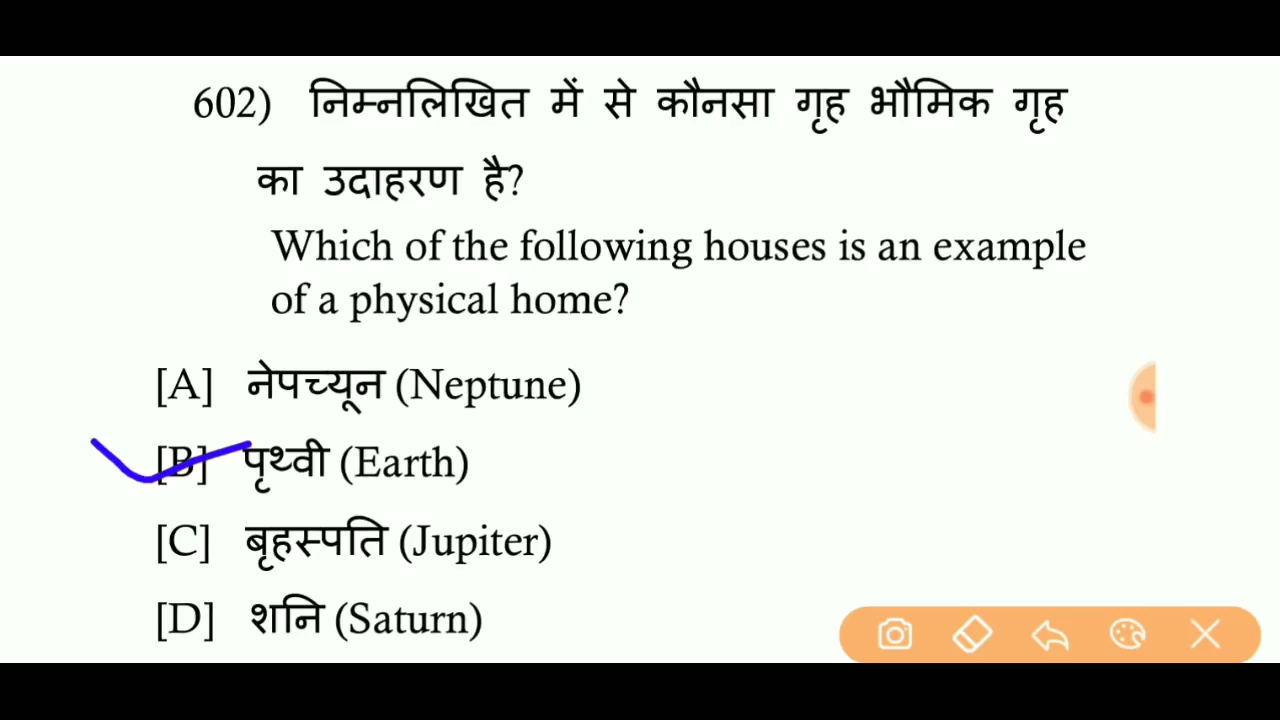 602) निम्नलिखित में से कौनसा गृह भौमिक गृह
का उदाहरण है?
Which of the following houses is an example
of a physical home?
[A] नेपच्यून (Neptune)
[B] पृथ्वी (Earth)
[C] बृहस्पति (Jupiter)
[D] शनि (Saturn)